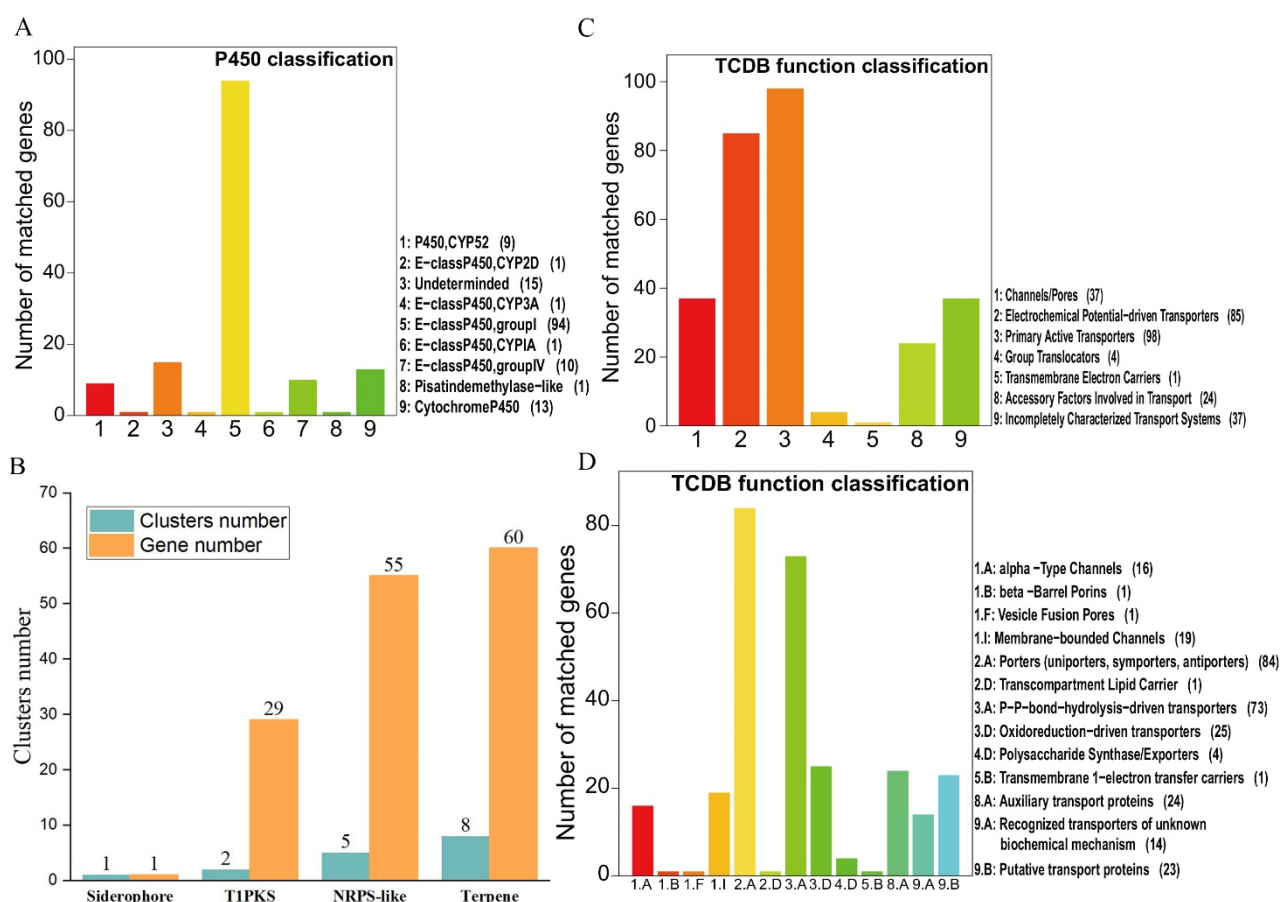 A
P450 classification
Number of matched genes
100
80
60
40
20
0
1 2 3 4 5 6 7 8 9
1: P450,CYP52 (9)
2: E-classP450,CYP2D (1)
3: Undeterminded (15)
4: E-classP450,CYP3A (1)
5: E-classP450,groupI (94)
6: E-classP450,CYPIA (1)
7: E-classP450,groupIV (10)
8: Pisatindemethylase-like (1)
9: CytochromeP450 (13)
B
Clusters number
70
60
50
40
30
20
10
0
Clusters number
Gene number
1 1 2 29 5 55 8 60
Siderophore T1PKS NRPS-like Terpene
C
TCDB function classification
Number of matched genes
100
80
60
40
20
0
1 2 3 4 5 8 9
1: Channels/Pores (37)
2: Electrochemical Potential-driven Transporters (85)
3: Primary Active Transporters (98)
4: Group Translocators (4)
5: Transmembrane Electron Carriers (1)
8: Accessory Factors Involved in Transport (24)
9: Incompletely Characterized Transport Systems (37)
D
TCDB function classification
Number of matched genes
80
60
40
20
0
1.A 1.B 1.F 1.I 2.A 2.D 3.A 3.D 4.D 5.B 8.A 9.A 9.B
1.A: alpha -Type Channels (16)
1.B: beta -Barrel Porins (1)
1.F: Vesicle Fusion Pores (1)
1.I: Membrane-bounded Channels (19)
2.A: Porters (uniporters, symporters, antiporters) (84)
2.D: Transcompartment Lipid Carrier (1)
3.A: P-P-bond-hydrolysis-driven transporters (73)
3.D: Oxidoreduction-driven transporters (25)
4.D: Polysaccharide Synthase/Exporters (4)
5.B: Transmembrane 1-electron transfer carriers (1)
8.A: Auxiliary transport proteins (24)
9.A: Recognized transporters of unknown
biochemical mechanism (14)
9.B: Putative transport proteins (23)